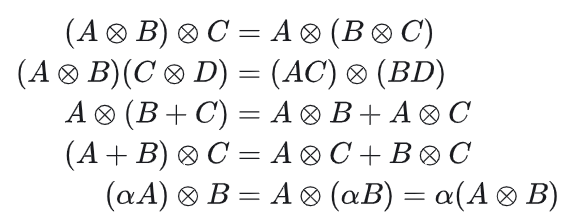 (A ⊗ B) ⊗ C = A ⊗ (B ⊗ C)
(A ⊗ B)(C ⊗ D) = (AC) ⊗ (BD)
A ⊗ (B + C) = A ⊗ B + A ⊗ C
(A + B) ⊗ C = A ⊗ C + B ⊗ C
(αA) ⊗ B = A ⊗ (αB) = α(A ⊗ B)